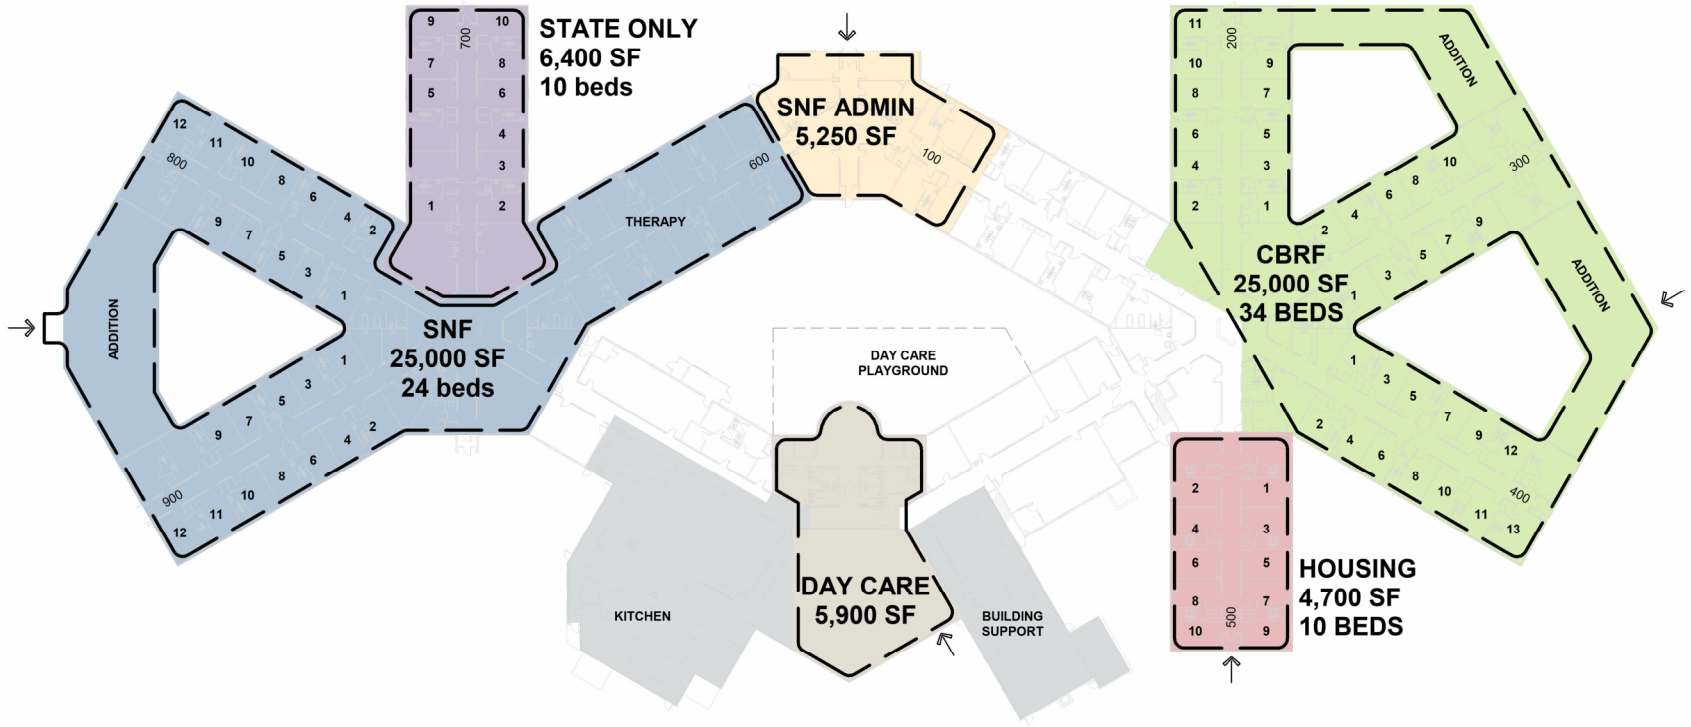 9 10
700
7 8
5 6
4
3
1 2
STATE ONLY
6,400 SF
10 beds
SNF ADMIN
5,250 SF
100
600
THERAPY
12
11
800
10
8
6
4
2
9
7
5
3
1
ADDITION
SNF
25,000 SF
24 beds
1
3
5
7
9
2
4
6
8
10
11
12
900
11
200
10 9
8 7
6 5
4 3
2 1
ADDITION
300
10
8
6
4
2
9
7
5
3
1
CBRF
25,000 SF
34 BEDS
ADDITION
1
3
5
7
9
12
2
4
6
8
10
11
13
400
DAY CARE
PLAYGROUND
DAY CARE
5,900 SF
KITCHEN
BUILDING
SUPPORT
2 1
4 3
6 5
8 7
10 9
500
HOUSING
4,700 SF
10 BEDS